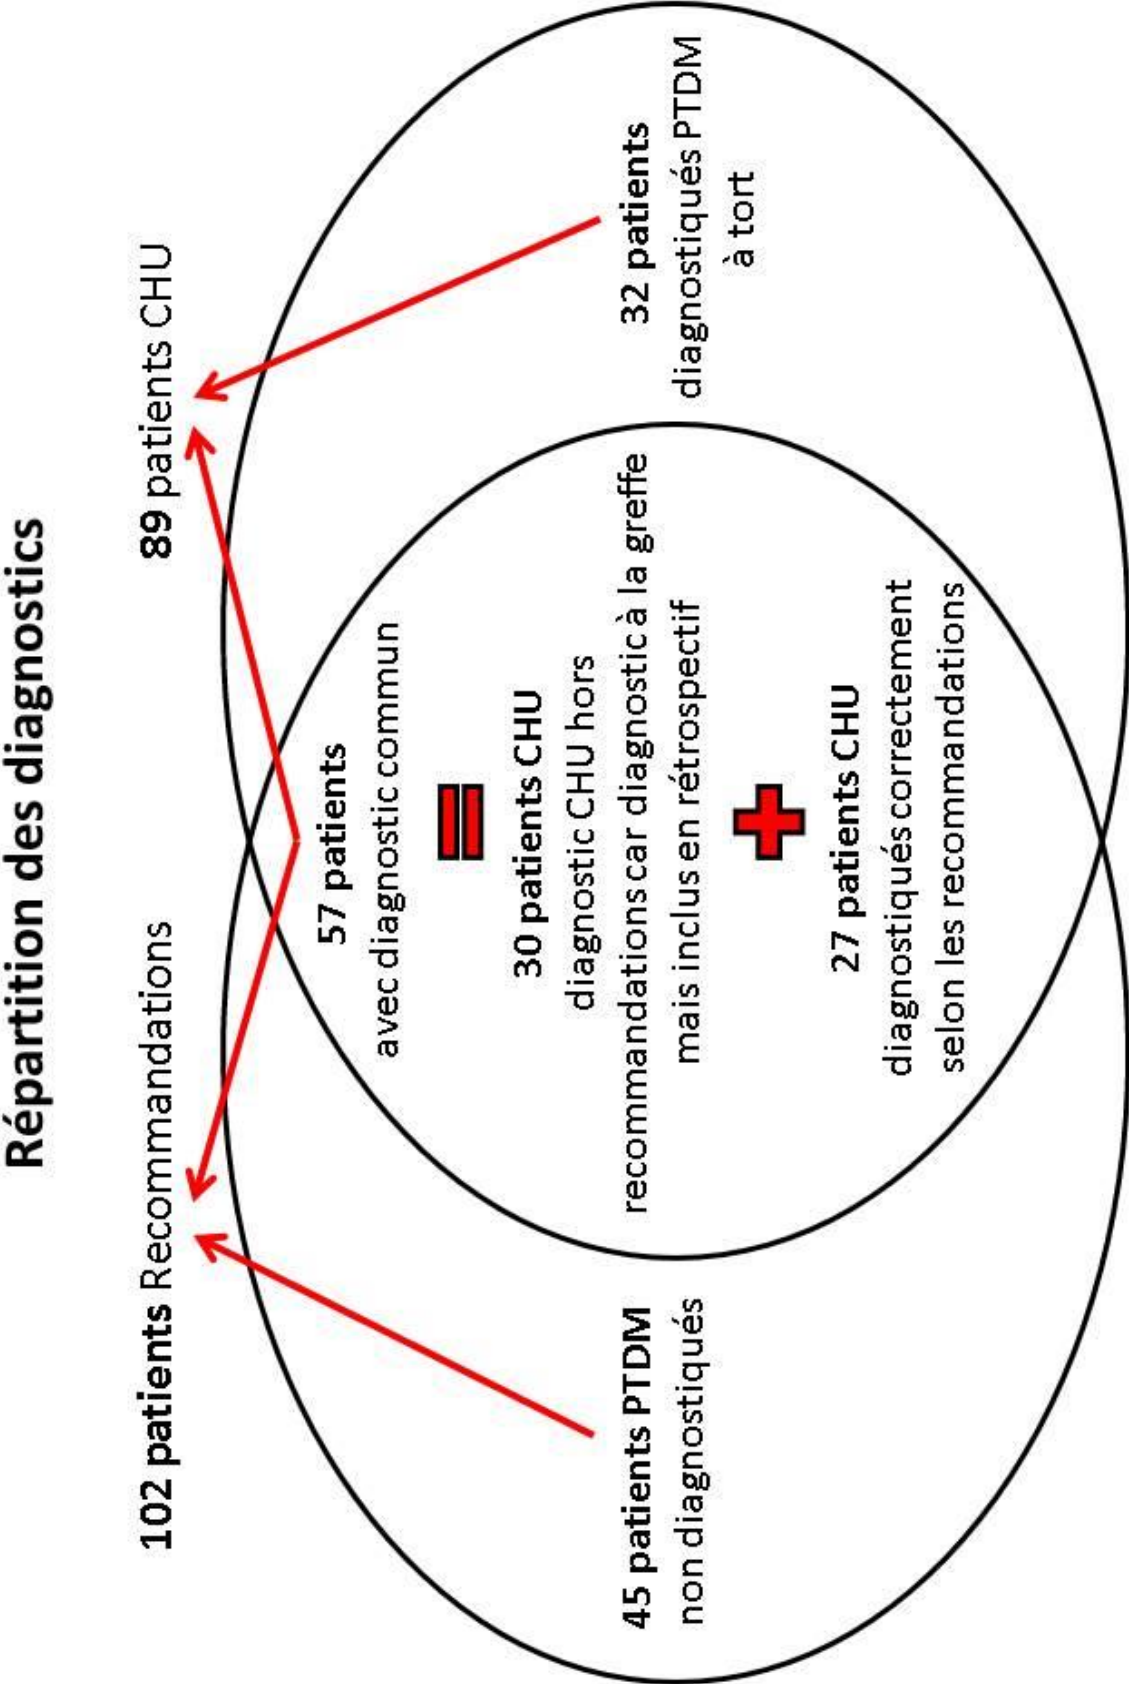 Répartition des diagnostics
102 patients Recommandations
89 patients CHU
45 patients PTDM
non diagnostiqués
57 patients
avec diagnostic commun
30 patients CHU
diagnostic CHU hors
recommandations car diagnostic à la greffe
mais inclus en rétrospectif
27 patients CHU
diagnostiqués correctement
selon les recommandations
32 patients
diagnostiqués PTDM
à tort